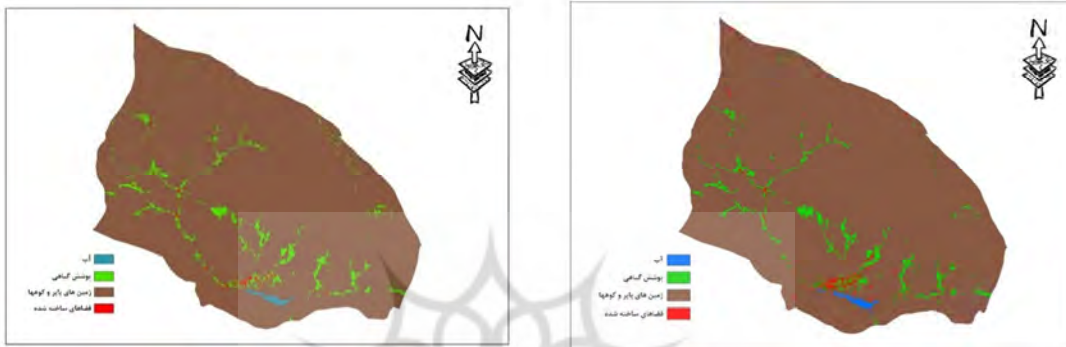 N
آب
پوشش گیاهی
زمین های بایر و کوهها
فضاهای ساخته شده
N
آب
پوشش گیاهی
زمین های بایر و کوهها
فضاهای ساخته شده